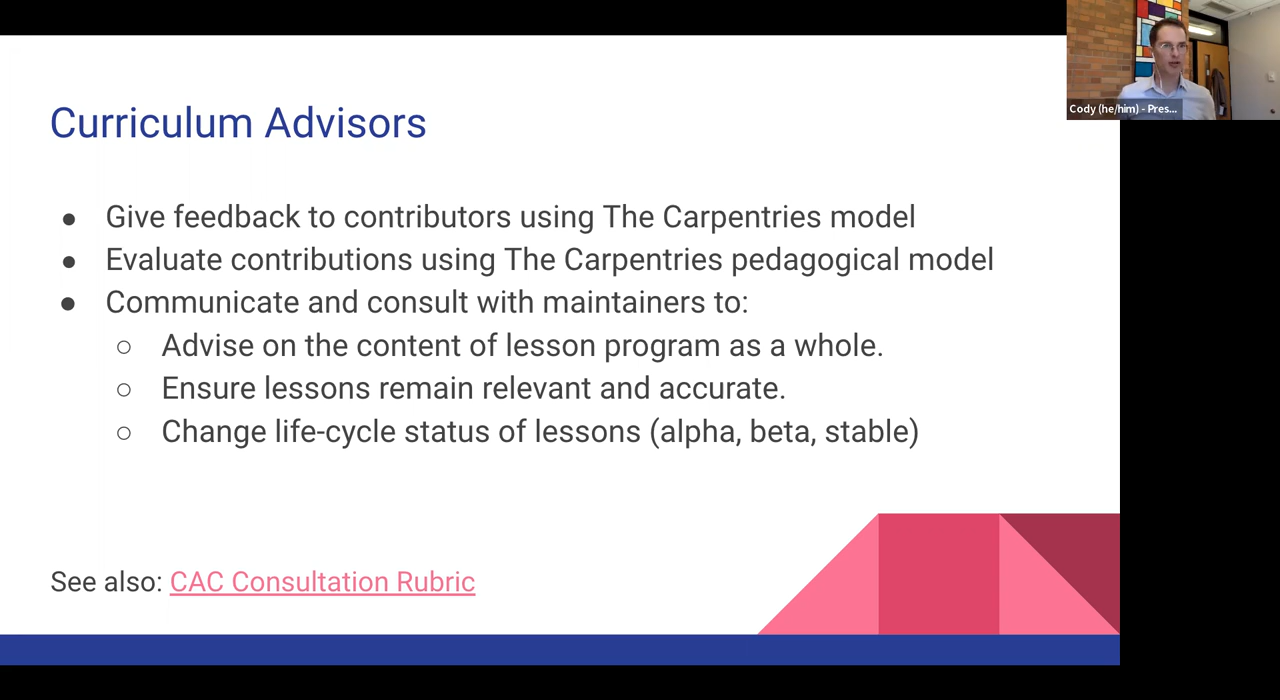 Cody (he/him) - Pres...
Curriculum Advisors
● Give feedback to contributors using The Carpentries model
● Evaluate contributions using The Carpentries pedagogical model
● Communicate and consult with maintainers to:
○ Advise on the content of lesson program as a whole.
○ Ensure lessons remain relevant and accurate.
○ Change life-cycle status of lessons (alpha, beta, stable)
See also: CAC Consultation Rubric